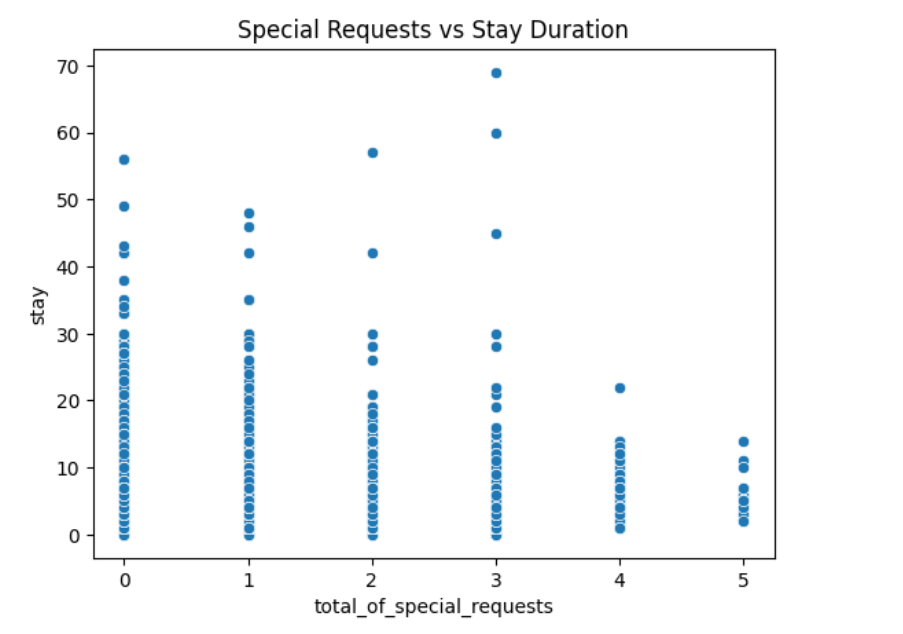 Special Requests vs Stay Duration
70
60
50
40
30
20
10
0
stay
0 1 2 3 4 5
total_of_special_requests